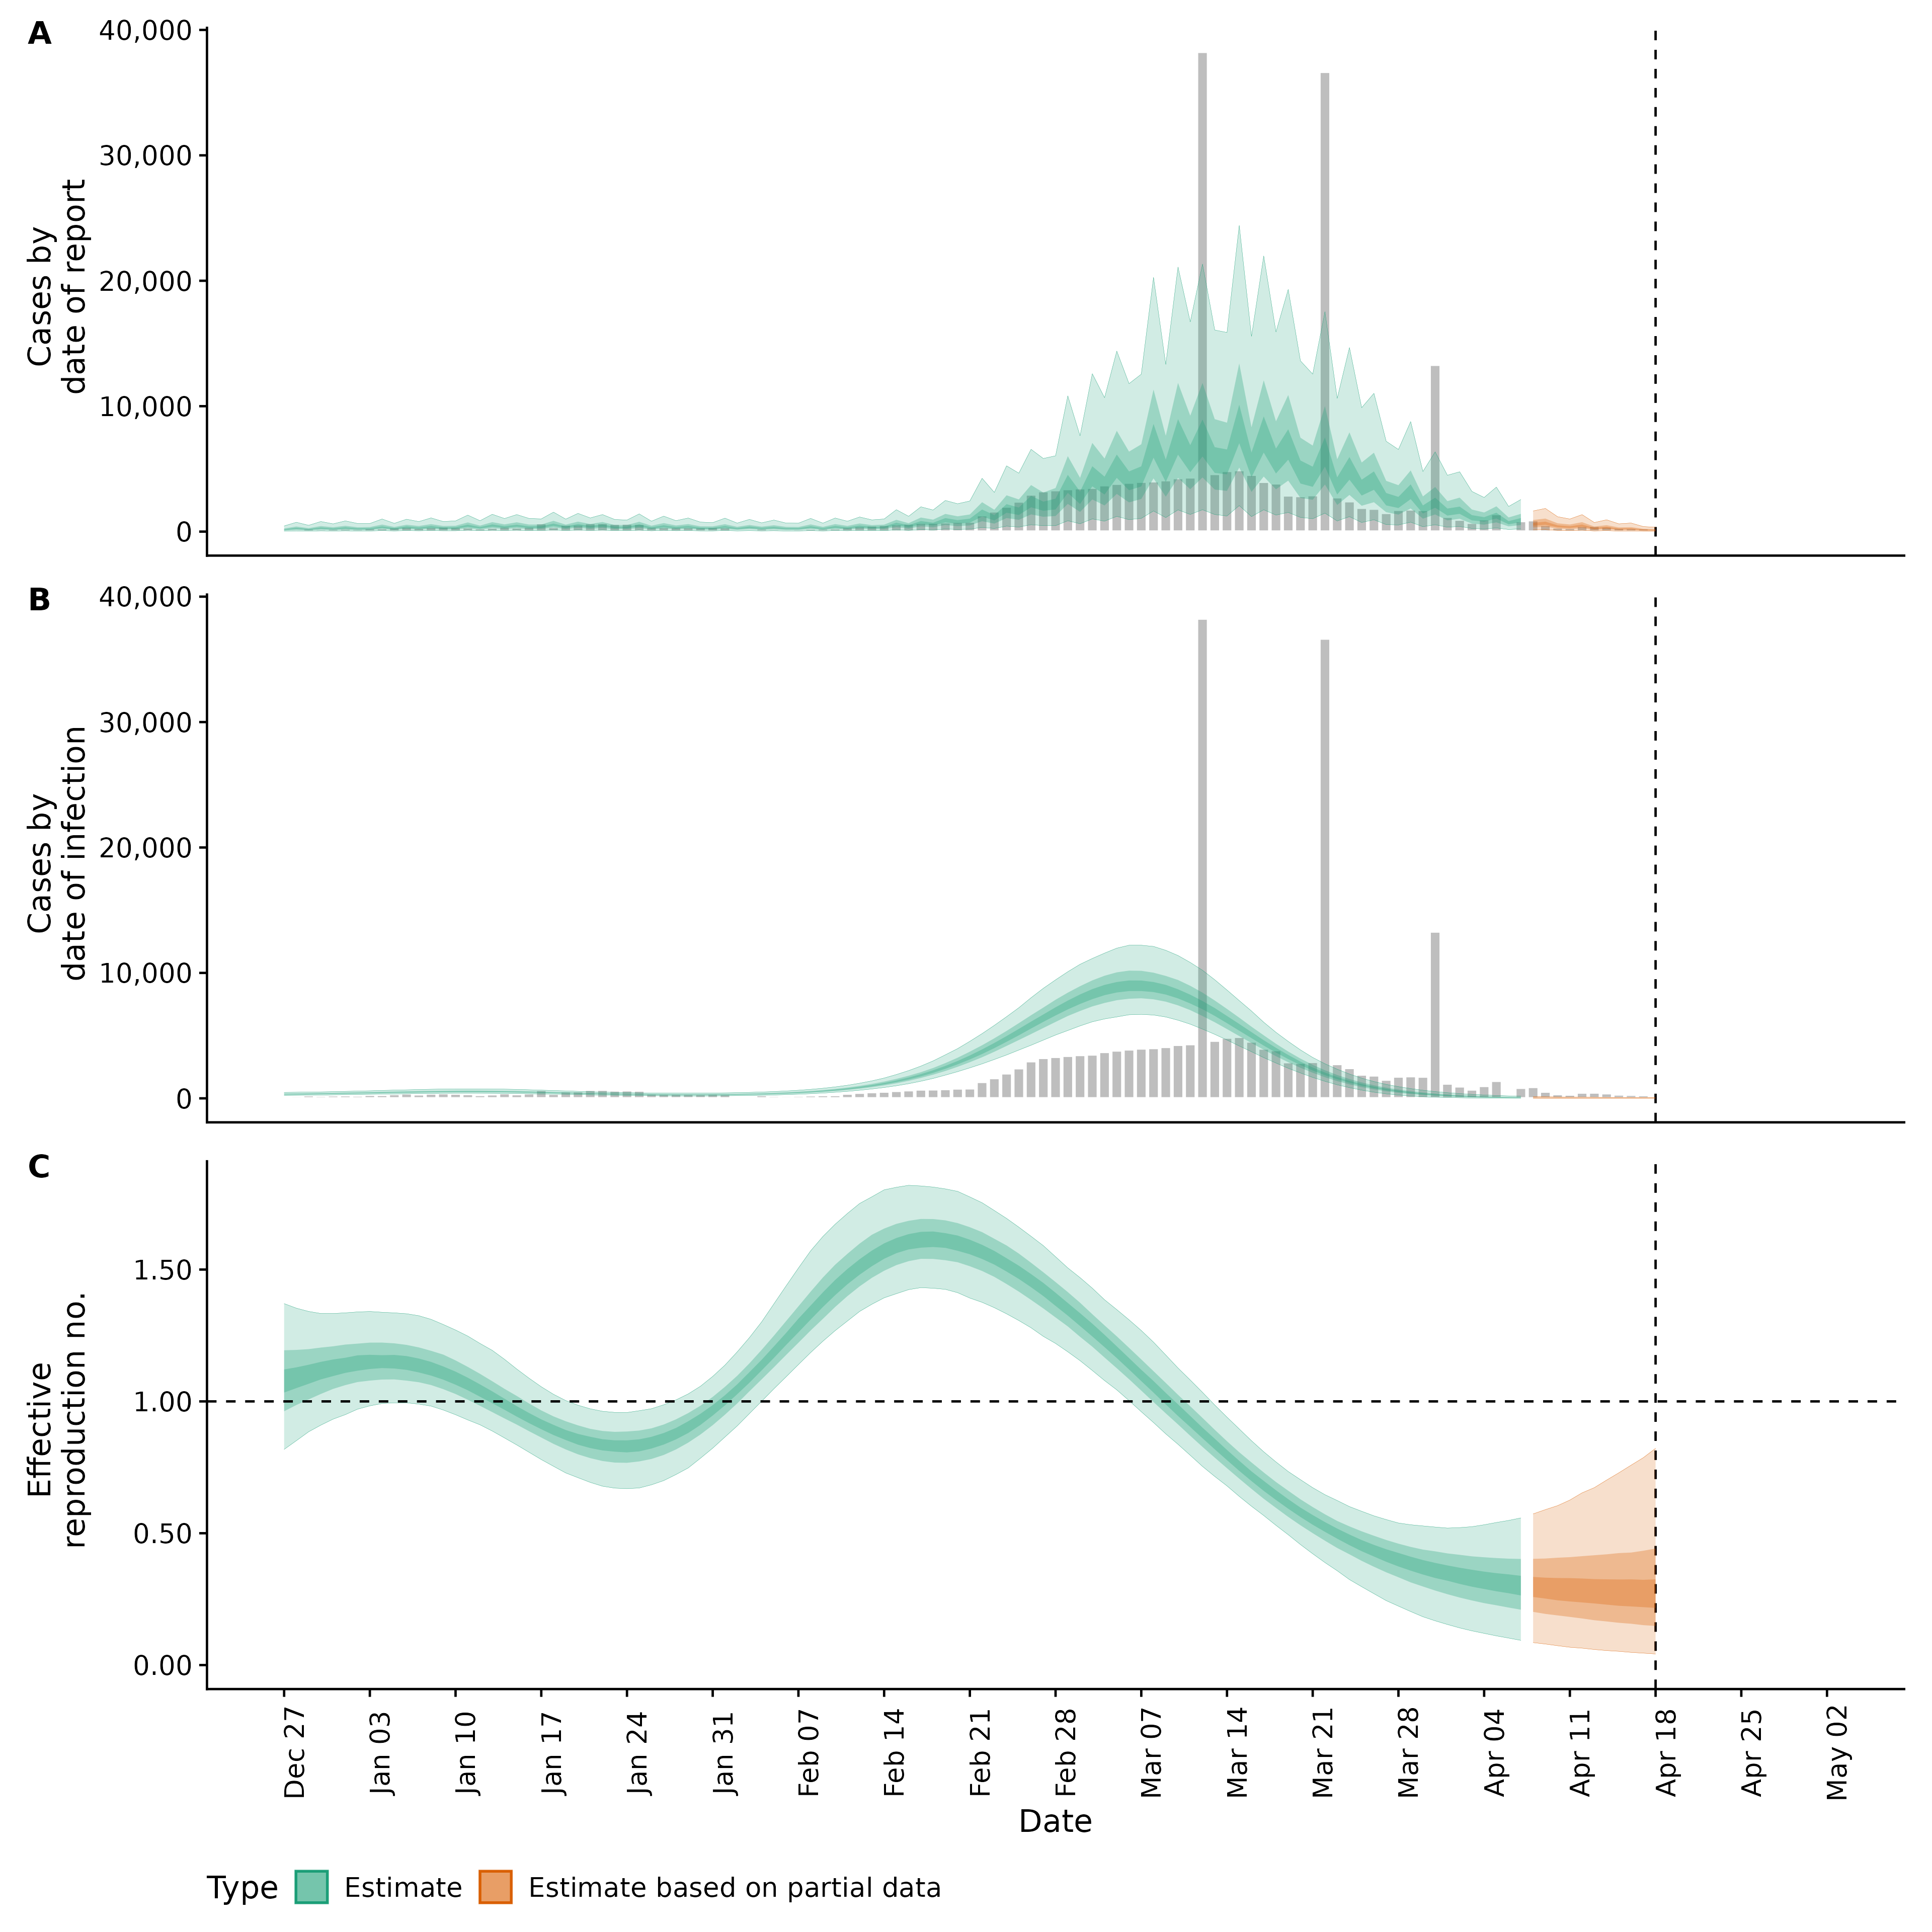 A
40,000
30,000
20,000
10,000
0
Cases by
date of report
B
40,000
30,000
20,000
10,000
0
Cases by
date of infection
C
1.50
1.00
0.50
0.00
Effective
reproduction no.
Dec 27
Jan 03
Jan 10
Jan 17
Jan 24
Jan 31
Feb 07
Feb 14
Feb 21
Feb 28
Mar 07
Mar 14
Mar 21
Mar 28
Apr 04
Apr 11
Apr 18
Apr 25
May 02
Date
Type Estimate Estimate based on partial data